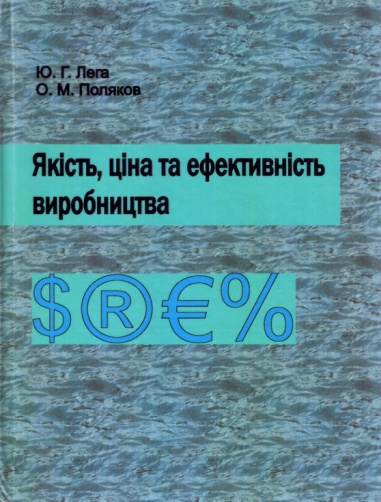 Ю. Г. Лега
О. М. Поляков
Якість, ціна та ефективність
виробництва
$®€%